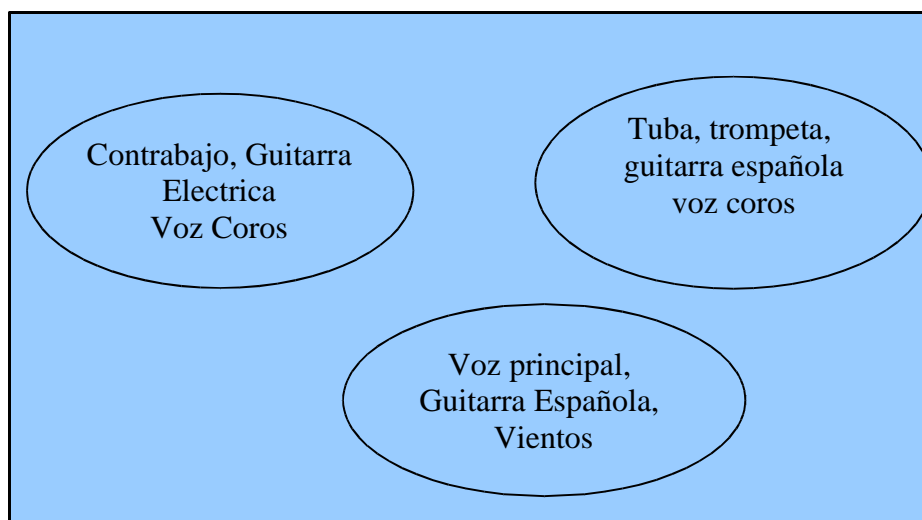 Contrabajo, Guitarra
Electrica
Voz Coros
Tuba, trompeta,
guitarra española
voz coros
Voz principal,
Guitarra Española,
Vientos